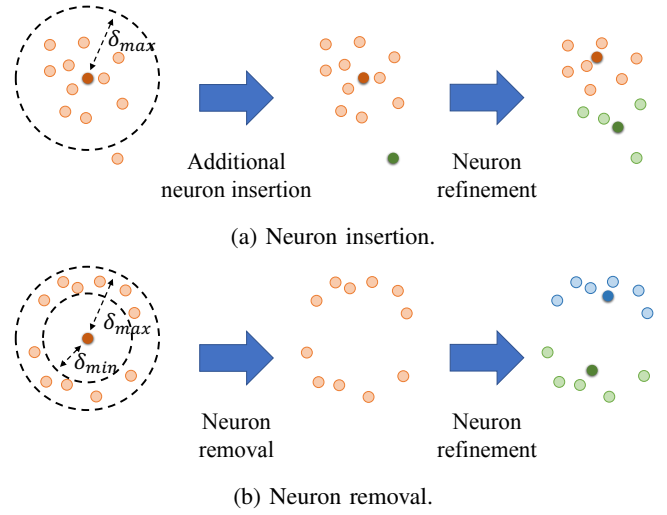 δmax
Additional
neuron insertion
Neuron
refinement
(a) Neuron insertion.
δmax
δmin
Neuron
removal
Neuron
refinement
(b) Neuron removal.